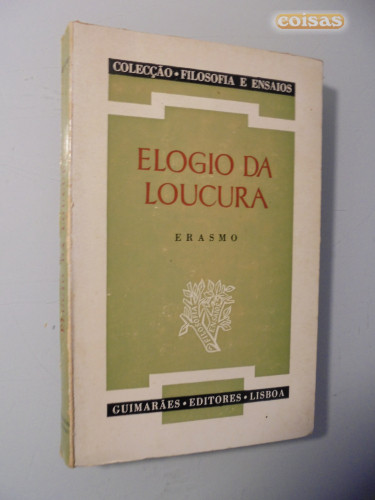 coisas
COLECÇÃO • FILOSOFIA E ENSAIOS
ELOGIO DA
LOUCURA
ERASMO
GUIMARÃES • EDITORES • LISBOA